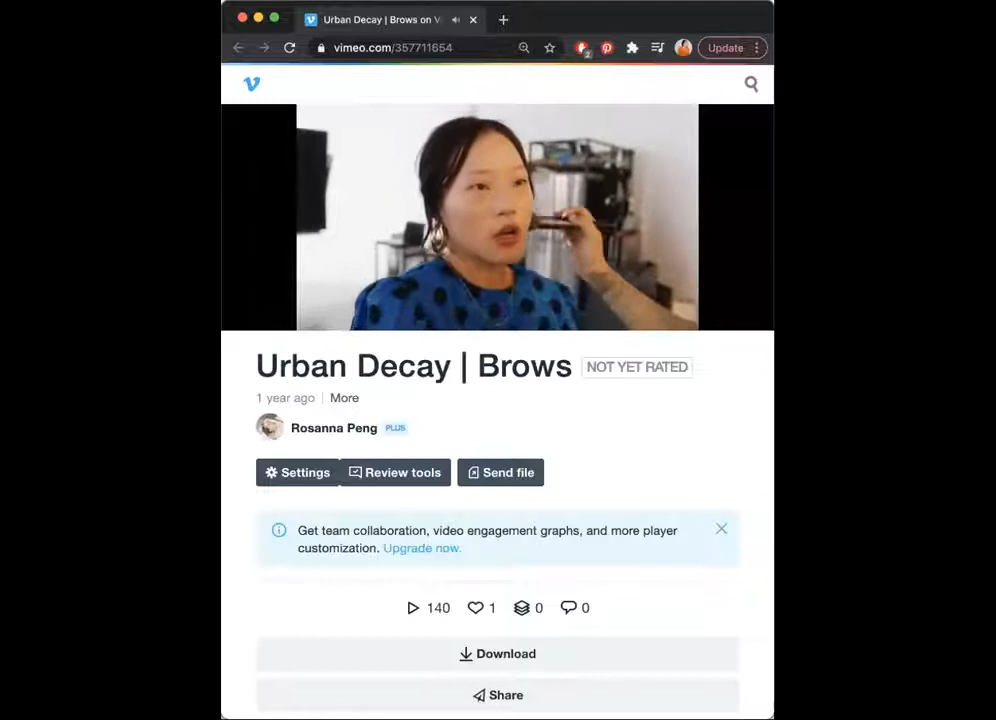 Urban Decay | Brows on V
vimeo.com/357711654
2
Update
Urban Decay | Brows
NOT YET RATED
1 year ago | More
Rosanna Peng PLUS
Settings
Review tools
Send file
Get team collaboration, video engagement graphs, and more player
customization. Upgrade now.
140
1
0
0
Download
Share